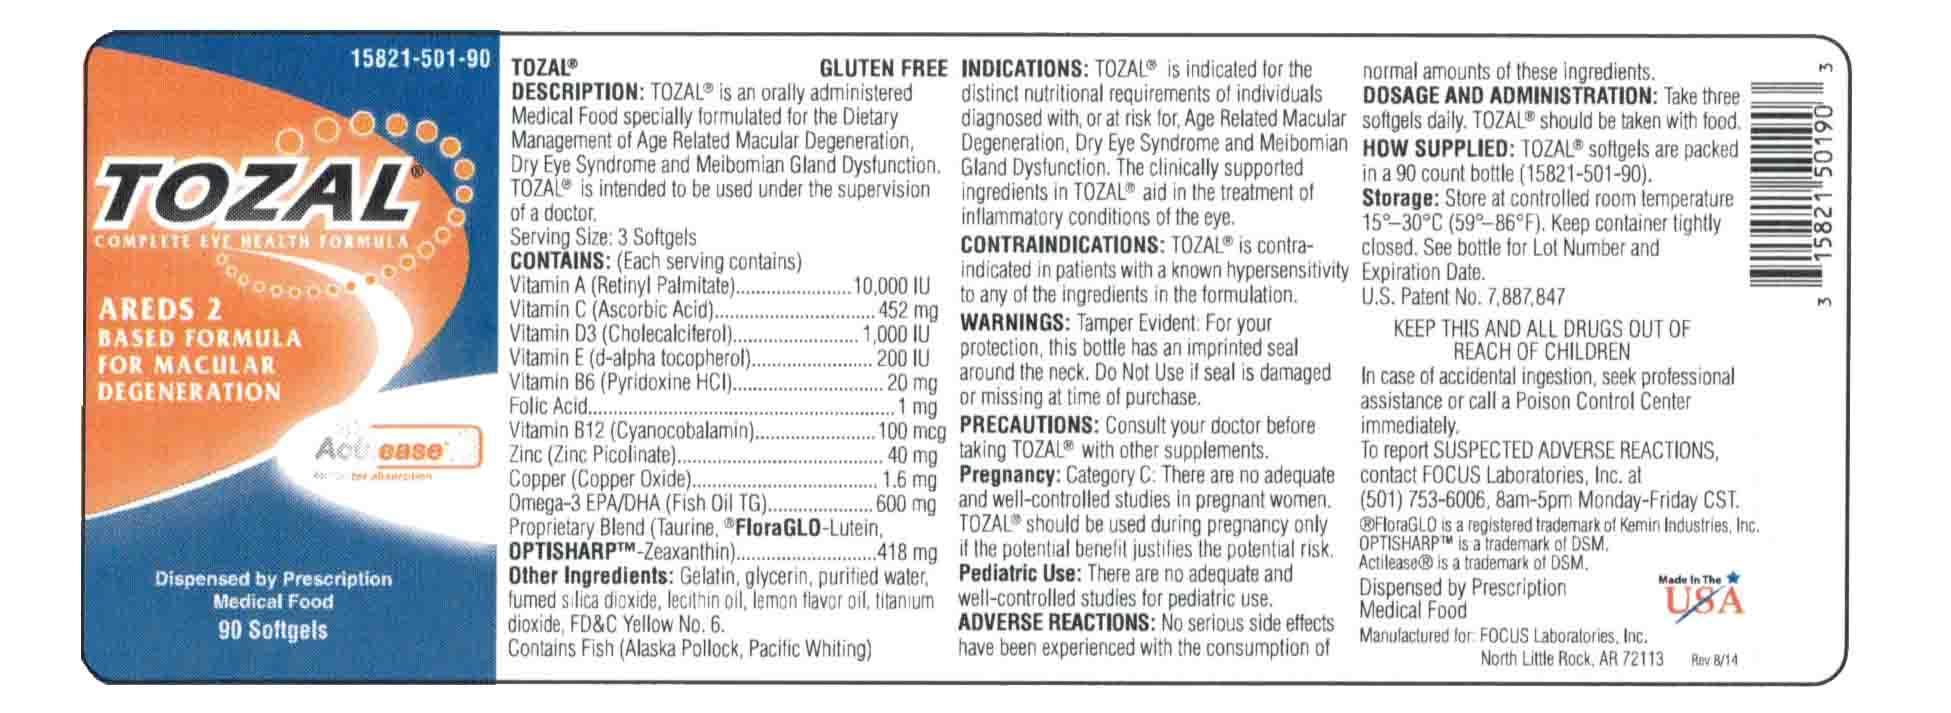 15821-501-90
TOZAL®
COMPLETE EYE HEALTH FORMULA
AREDS 2
BASED FORMULA
FOR MACULAR
DEGENERATION
ease
absorption
Dispensed by Prescription
Medical Food
90 Softgels
TOZAL® GLUTEN FREE
DESCRIPTION: TOZAL® is an orally administered
Medical Food specially formulated for the Dietary
Management of Age Related Macular Degeneration,
Dry Eye Syndrome and Meibomian Gland Dysfunction.
TOZAL® is intended to be used under the supervision
of a doctor.
Serving Size: 3 Softgels
CONTAINS: (Each serving contains)
Vitamin A (Retinyl Palmitate)......................10,000 IU
Vitamin C (Ascorbic Acid)..............................452 mg
Vitamin D3 (Cholecalciferol)........................1,000 IU
Vitamin E (d-alpha tocopherol).......................200 IU
Vitamin B6 (Pyridoxine HCl)............................20 mg
Folic Acid.........................................................1 mg
Vitamin B12 (Cyanocobalamin)......................100 mcg
Zinc (Zinc Picolinate)......................................40 mg
Copper (Copper Oxide)..................................1.6 mg
Omega-3 EPA/DHA (Fish Oil TG)....................600 mg
Proprietary Blend (Taurine, ®FloraGLO-Lutein,
OPTISHARP™-Zeaxanthin)..........................418 mg
Other Ingredients: Gelatin, glycerin, purified water,
fumed silica dioxide, lecithin oil, lemon flavor oil, titanium
dioxide, FD&C Yellow No. 6.
Contains Fish (Alaska Pollock, Pacific Whiting)
INDICATIONS: TOZAL® is indicated for the
distinct nutritional requirements of individuals
diagnosed with, or at risk for, Age Related Macular
Degeneration, Dry Eye Syndrome and Meibomian
Gland Dysfunction. The clinically supported
ingredients in TOZAL® aid in the treatment of
inflammatory conditions of the eye.
CONTRAINDICATIONS: TOZAL® is contra-
indicated in patients with a known hypersensitivity
to any of the ingredients in the formulation.
WARNINGS: Tamper Evident: For your
protection, this bottle has an imprinted seal
around the neck. Do Not Use if seal is damaged
or missing at time of purchase.
PRECAUTIONS: Consult your doctor before
taking TOZAL® with other supplements.
Pregnancy: Category C: There are no adequate
and well-controlled studies in pregnant women.
TOZAL® should be used during pregnancy only
if the potential benefit justifies the potential risk.
Pediatric Use: There are no adequate and
well-controlled studies for pediatric use.
ADVERSE REACTIONS: No serious side effects
have been experienced with the consumption of
normal amounts of these ingredients.
DOSAGE AND ADMINISTRATION: Take three
softgels daily. TOZAL® should be taken with food.
HOW SUPPLIED: TOZAL® softgels are packed
in a 90 count bottle (15821-501-90).
Storage: Store at controlled room temperature
15°–30°C (59°–86°F). Keep container tightly
closed. See bottle for Lot Number and
Expiration Date.
U.S. Patent No. 7,887,847
KEEP THIS AND ALL DRUGS OUT OF
REACH OF CHILDREN
In case of accidental ingestion, seek professional
assistance or call a Poison Control Center
immediately.
To report SUSPECTED ADVERSE REACTIONS,
contact FOCUS Laboratories, Inc. at
(501) 753-6006, 8am-5pm Monday-Friday CST.
®FloraGLO is a registered trademark of Kemin Industries, Inc.
OPTISHARP™ is a trademark of DSM.
Actilease® is a trademark of DSM.
Dispensed by Prescription
Medical Food
Manufactured for: FOCUS Laboratories, Inc.
North Little Rock, AR 72113 Rev 8/14
Made In The
USA
3 15821 50190 3